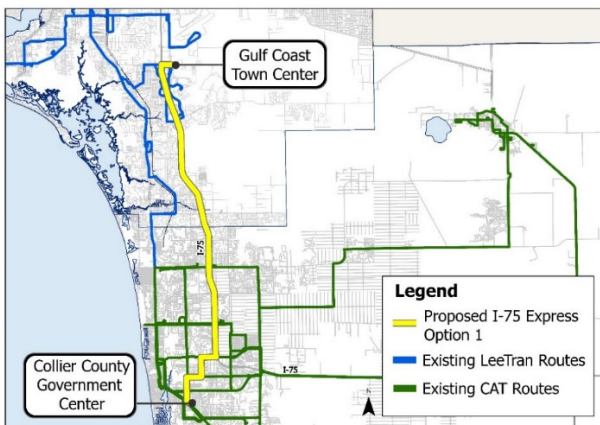 Gulf Coast
Town Center
I-75
Legend
Proposed I-75 Express
Option 1
Existing LeeTran Routes
Existing CAT Routes
Collier County
Government
Center
I-75